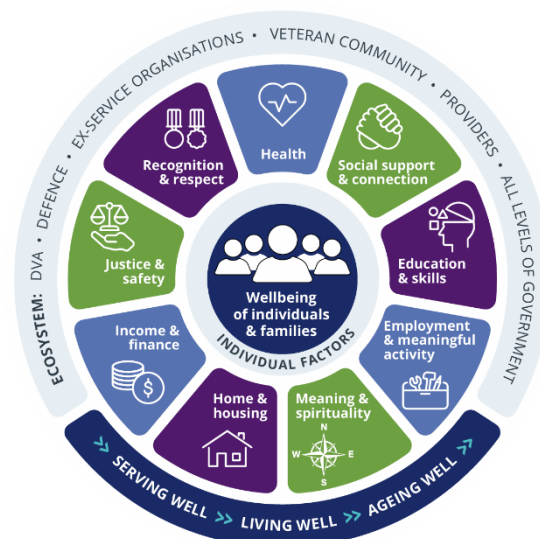 ECOSYSTEM: DVA • DEFENCE • EX-SERVICE ORGANISATIONS • VETERAN COMMUNITY • PROVIDERS • ALL LEVELS OF GOVERNMENT
Health
Social support
& connection
Education
& skills
Employment
& meaningful
activity
Meaning &
spirituality
N
W E
S
Home &
housing
Income &
finance
$
Justice &
safety
Recognition
& respect
Wellbeing
of individuals
& families
INDIVIDUAL FACTORS
>> SERVING WELL >> LIVING WELL >> AGEING WELL >>